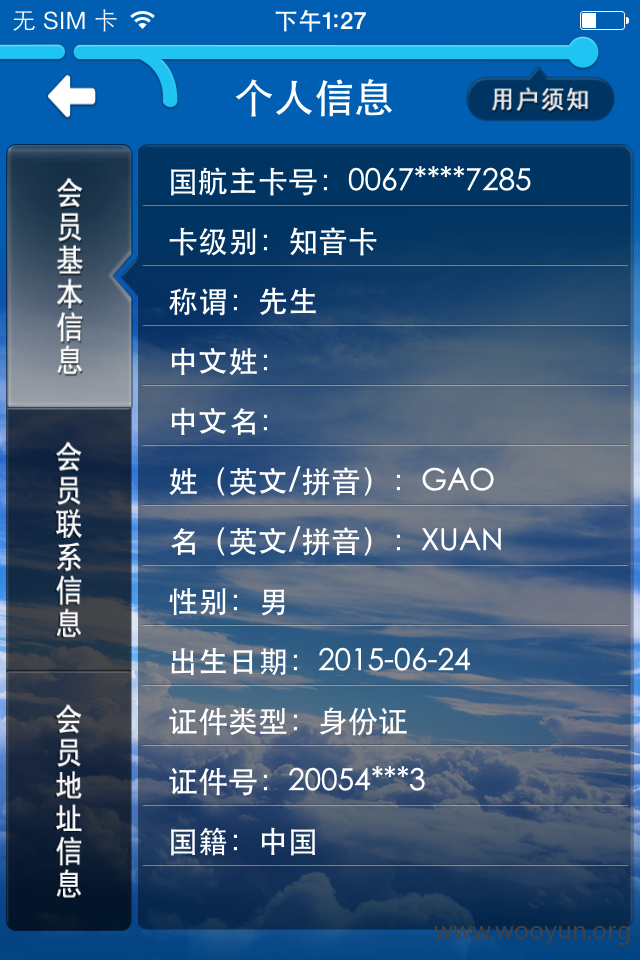 无 SIM 卡
下午1:27
个人信息
用户须知
会员基本信息
会员联系信息
会员地址信息
国航主卡号：0067****7285
卡级别：知音卡
称谓：先生
中文姓：
中文名：
姓（英文/拼音）：GAO
名（英文/拼音）：XUAN
性别：男
出生日期：2015-06-24
证件类型：身份证
证件号：20054***3
国籍：中国
www.wooyun.org